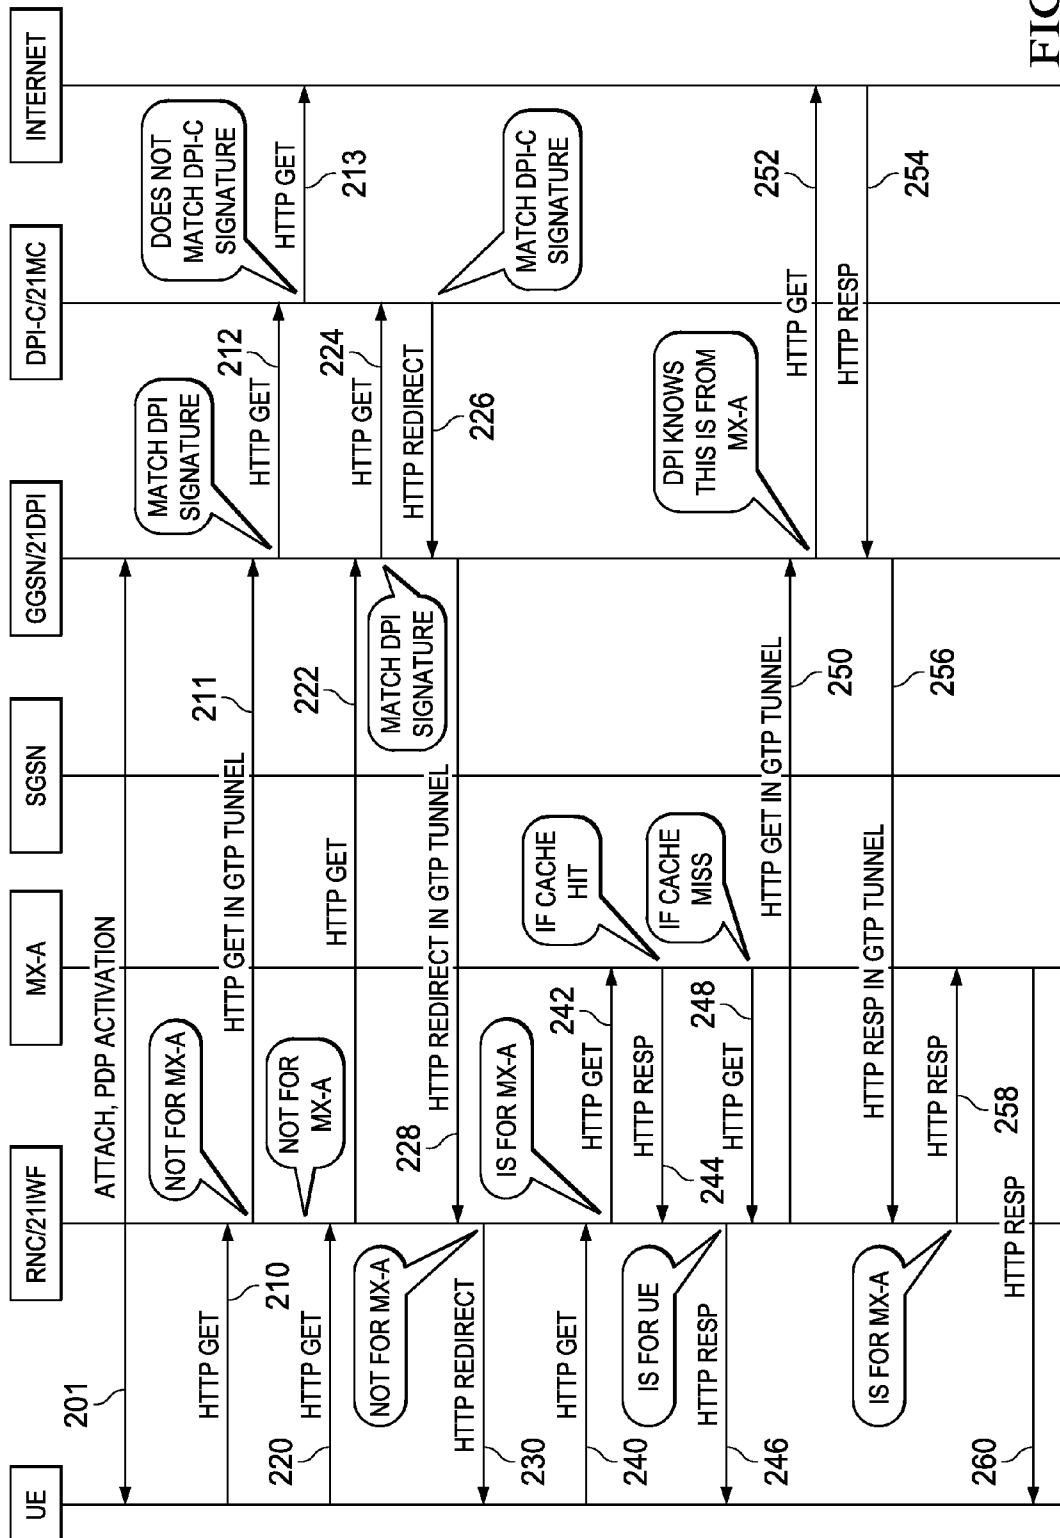 UE
RNC/21IWF
MX-A
SGSN
GGSN/21DPI
DPI-C/21MC
INTERNET
201
ATTACH, PDP ACTIVATION
HTTP GET
210
NOT FOR MX-A
HTTP GET IN GTP TUNNEL
211
MATCH DPI
SIGNATURE
HTTP GET
212
DOES NOT
MATCH DPI-C
SIGNATURE
HTTP GET
213
HTTP GET
220
NOT FOR
MX-A
HTTP GET
222
MATCH DPI
SIGNATURE
HTTP GET
224
HTTP REDIRECT
226
MATCH DPI-C
SIGNATURE
HTTP REDIRECT IN GTP TUNNEL
228
NOT FOR MX-A
HTTP REDIRECT
230
HTTP GET
240
IS FOR MX-A
HTTP GET
242
IF CACHE
HIT
HTTP RESP
244
IS FOR UE
HTTP RESP
246
IF CACHE
MISS
HTTP GET
248
HTTP GET IN GTP TUNNEL
250
DPI KNOWS
THIS IS FROM
MX-A
HTTP GET
252
HTTP RESP
254
HTTP RESP IN GTP TUNNEL
256
IS FOR MX-A
HTTP RESP
258
HTTP RESP
260